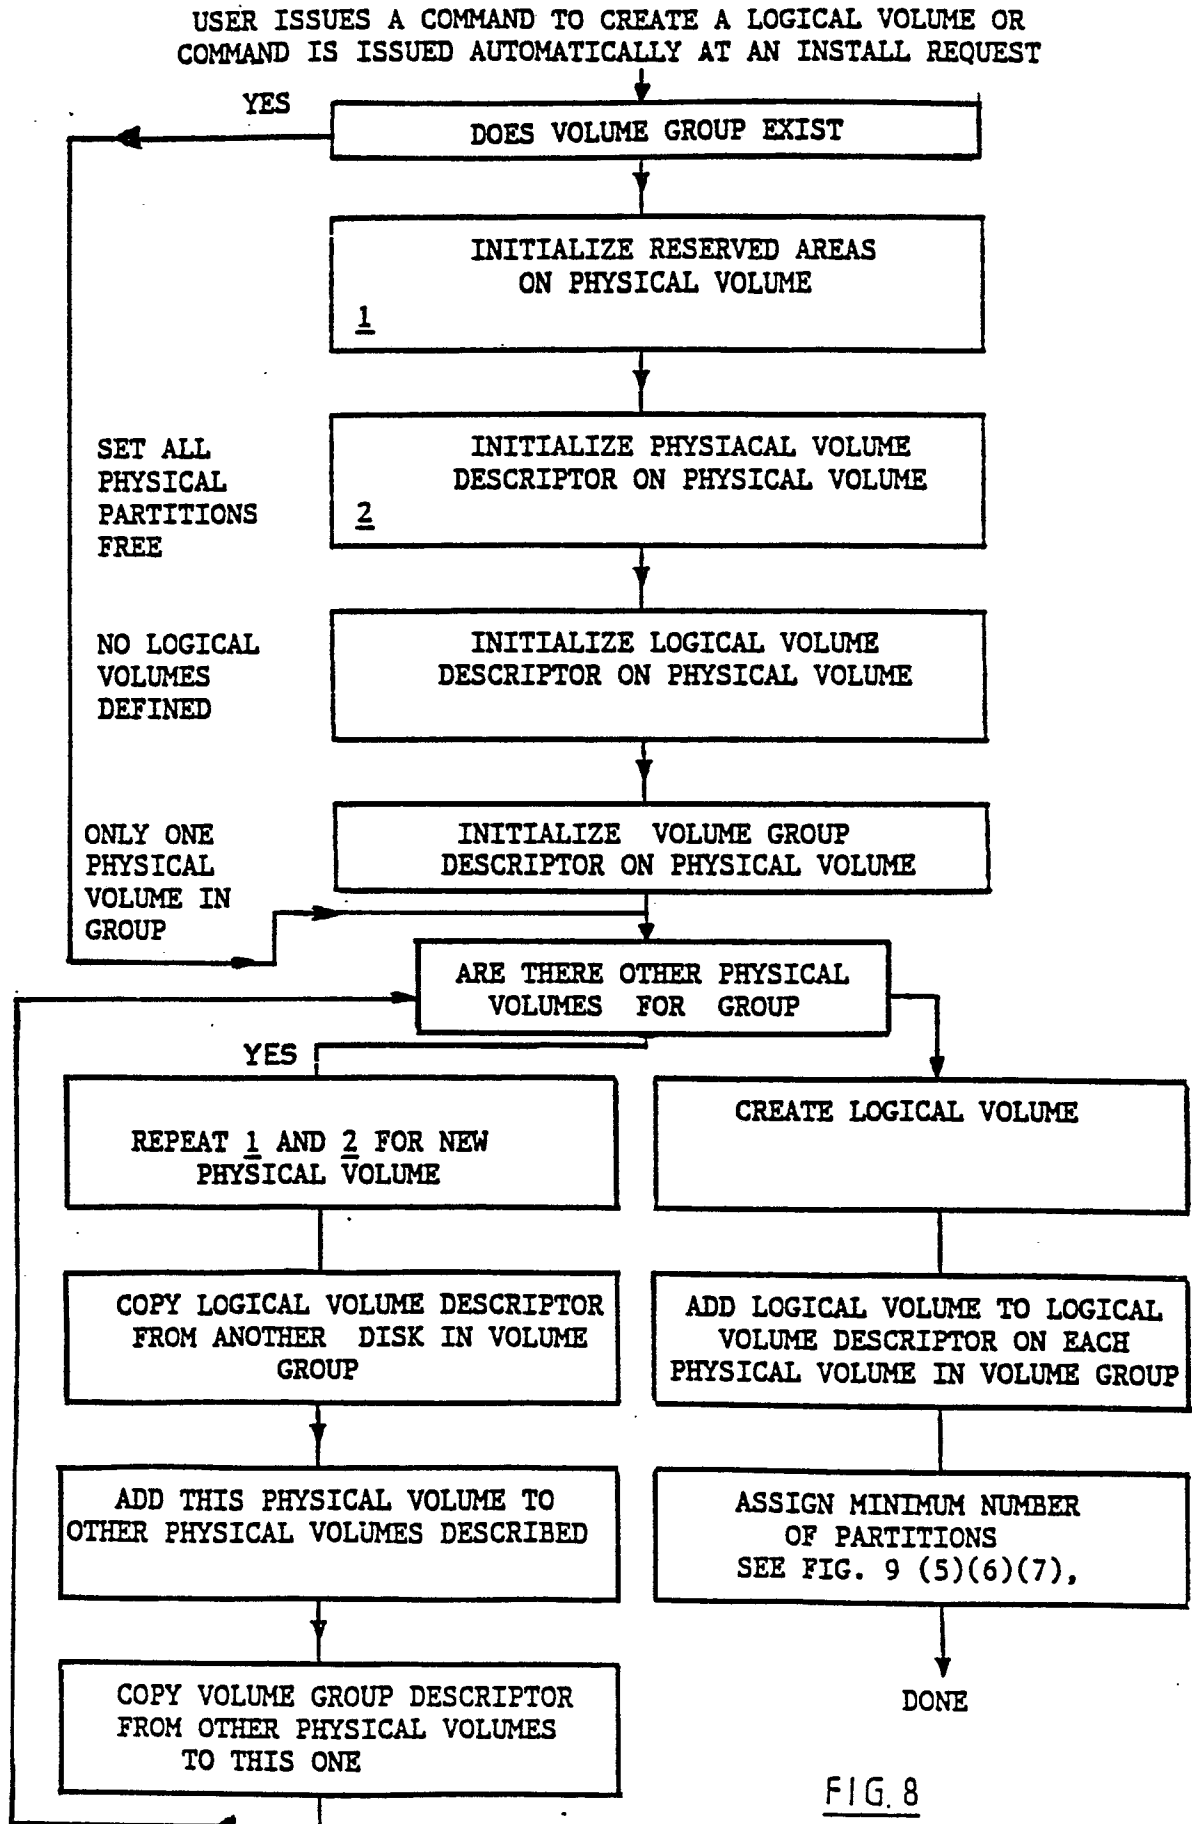 USER ISSUES A COMMAND TO CREATE A LOGICAL VOLUME OR
COMMAND IS ISSUED AUTOMATICALLY AT AN INSTALL REQUEST
YES
DOES VOLUME GROUP EXIST
INITIALIZE RESERVED AREAS
ON PHYSICAL VOLUME
1
SET ALL
PHYSICAL
PARTITIONS
FREE
INITIALIZE PHYSIACAL VOLUME
DESCRIPTOR ON PHYSICAL VOLUME
2
NO LOGICAL
VOLUMES
DEFINED
INITIALIZE LOGICAL VOLUME
DESCRIPTOR ON PHYSICAL VOLUME
ONLY ONE
PHYSICAL
VOLUME IN
GROUP
INITIALIZE VOLUME GROUP
DESCRIPTOR ON PHYSICAL VOLUME
ARE THERE OTHER PHYSICAL
VOLUMES FOR GROUP
YES
REPEAT 1 AND 2 FOR NEW
PHYSICAL VOLUME
COPY LOGICAL VOLUME DESCRIPTOR
FROM ANOTHER DISK IN VOLUME
GROUP
ADD THIS PHYSICAL VOLUME TO
OTHER PHYSICAL VOLUMES DESCRIBED
COPY VOLUME GROUP DESCRIPTOR
FROM OTHER PHYSICAL VOLUMES
TO THIS ONE
CREATE LOGICAL VOLUME
ADD LOGICAL VOLUME TO LOGICAL
VOLUME DESCRIPTOR ON EACH
PHYSICAL VOLUME IN VOLUME GROUP
ASSIGN MINIMUM NUMBER
OF PARTITIONS
SEE FIG. 9 (5)(6)(7),
DONE
FIG. 8